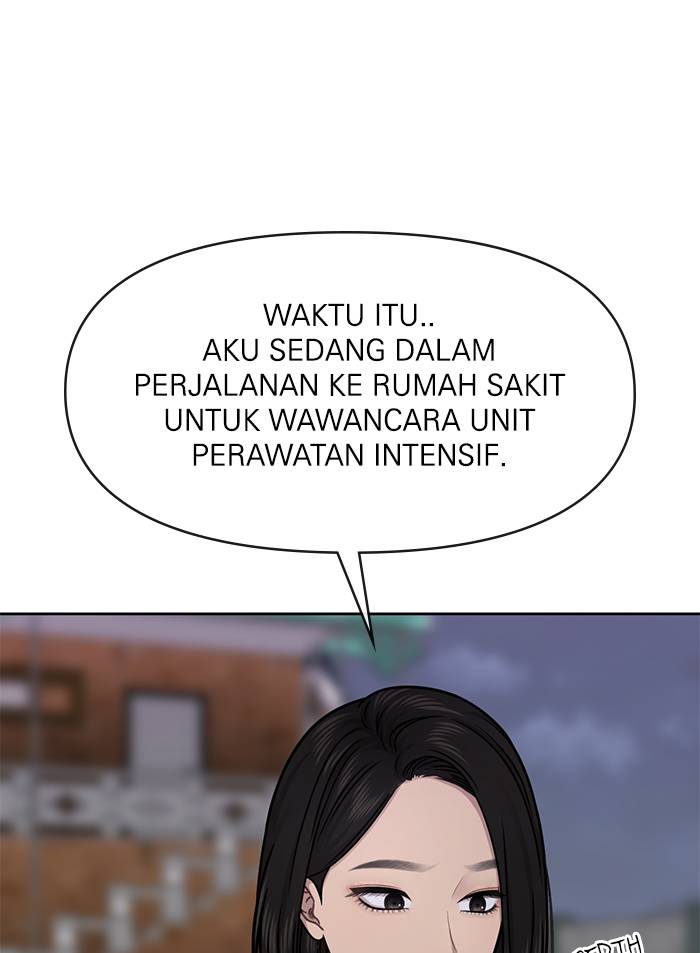 WAKTU ITU..
AKU SEDANG DALAM
PERJALANAN KE RUMAH SAKIT
UNTUK WAWANCARA UNIT
PERAWATAN INTENSIF.